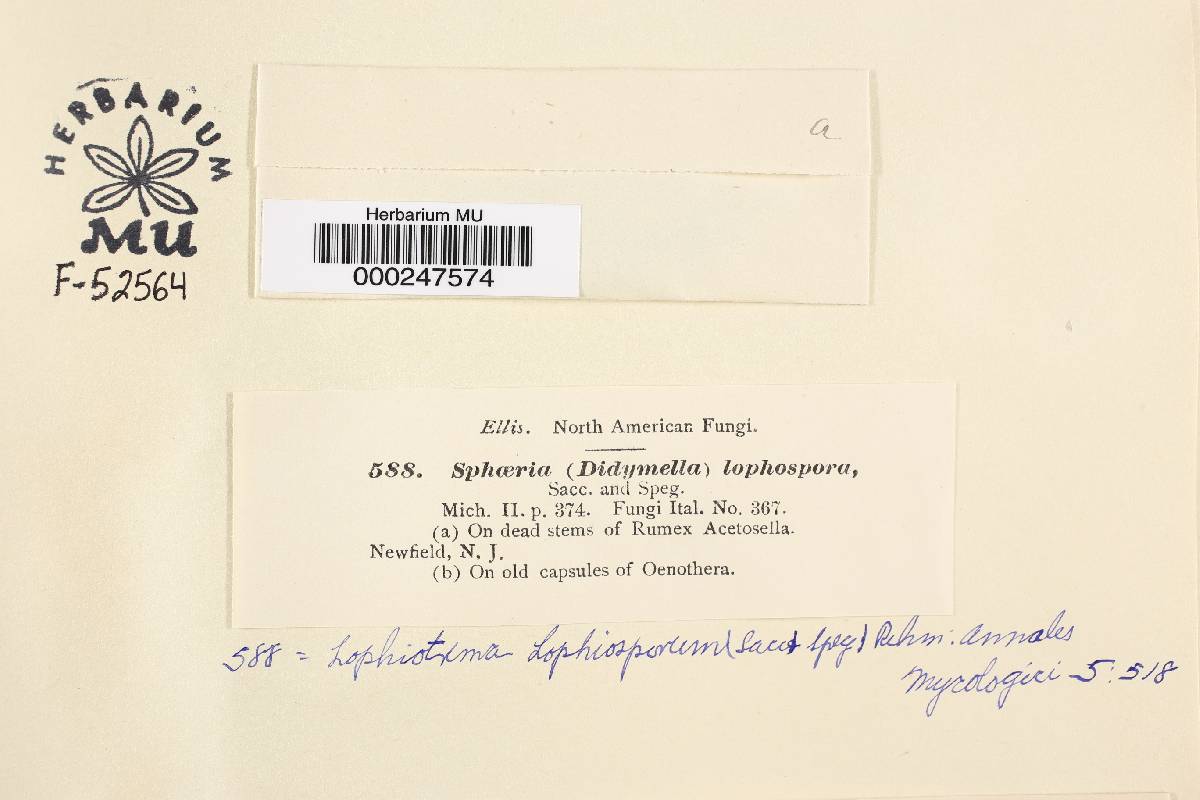 HERBARIUM
MU
F-52564
a
Herbarium MU
000247574
Ellis. North American Fungi.
588. Sphæria (Didymella) lophospora,
Sacc. and Speg.
Mich. II. p. 374. Fungi Ital. No. 367.
(a) On dead stems of Rumex Acetosella.
Newfield, N. J.
(b) On old capsules of Oenothera.
588 = Lophiotrema Lophiosporum (Sacc & Speg) Rehm: Annales
Mycologici 5:518